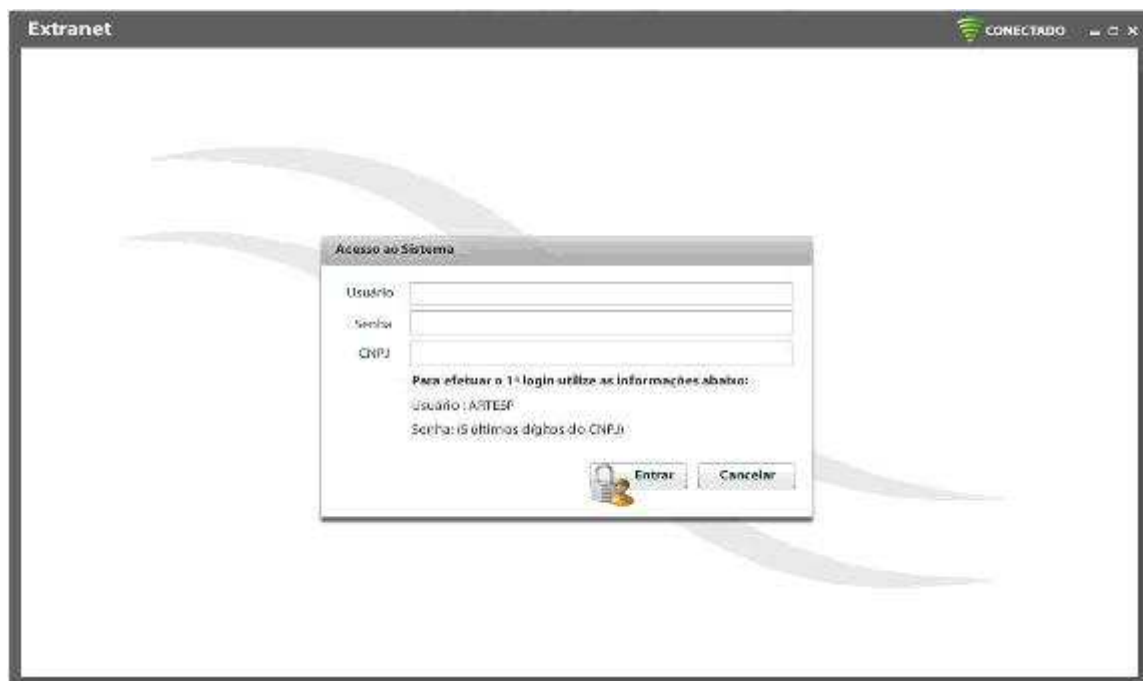 Extranet
CONECTADO
Acesso ao Sistema
Usuário
Senha
CNPJ
Para efetuar o 1º login utilize as informações abaixo:
Usuário : ARTESP
Senha: (5 últimos dígitos do CNPJ)
Entrar
Cancelar